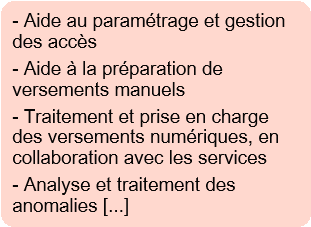 - Aide au paramétrage et gestion
des accès
- Aide à la préparation de
versements manuels
- Traitement et prise en charge
des versements numériques, en
collaboration avec les services
- Analyse et traitement des
anomalies [...]